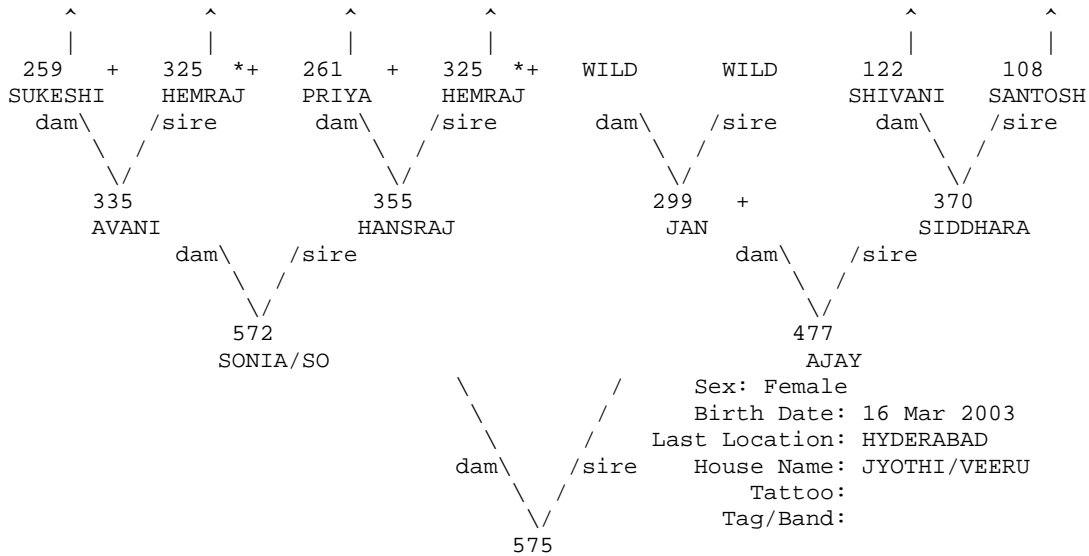 ^ ^ ^ ^ ^ ^
| | | | | |
259 + 325 *+ 261 + 325 *+ WILD WILD 122 108
SUKESHI HEMRAJ PRIYA HEMRAJ SHIVANI SANTOSH
dam\ /sire dam\ /sire dam\ /sire dam\ /sire
\ / \ / \ / \ /
\/ \/ \/ \/
335 355 299 + 370
AVANI HANSRAJ JAN SIDDHARA
dam\ /sire dam\ /sire
\ / \ /
\/ \/
572 477
SONIA/SO AJAY
\ / Sex: Female
\ / Birth Date: 16 Mar 2003
\ / Last Location: HYDERABAD
dam\ /sire House Name: JYOTHI/VEERU
\ / Tattoo:
\/ Tag/Band:
575